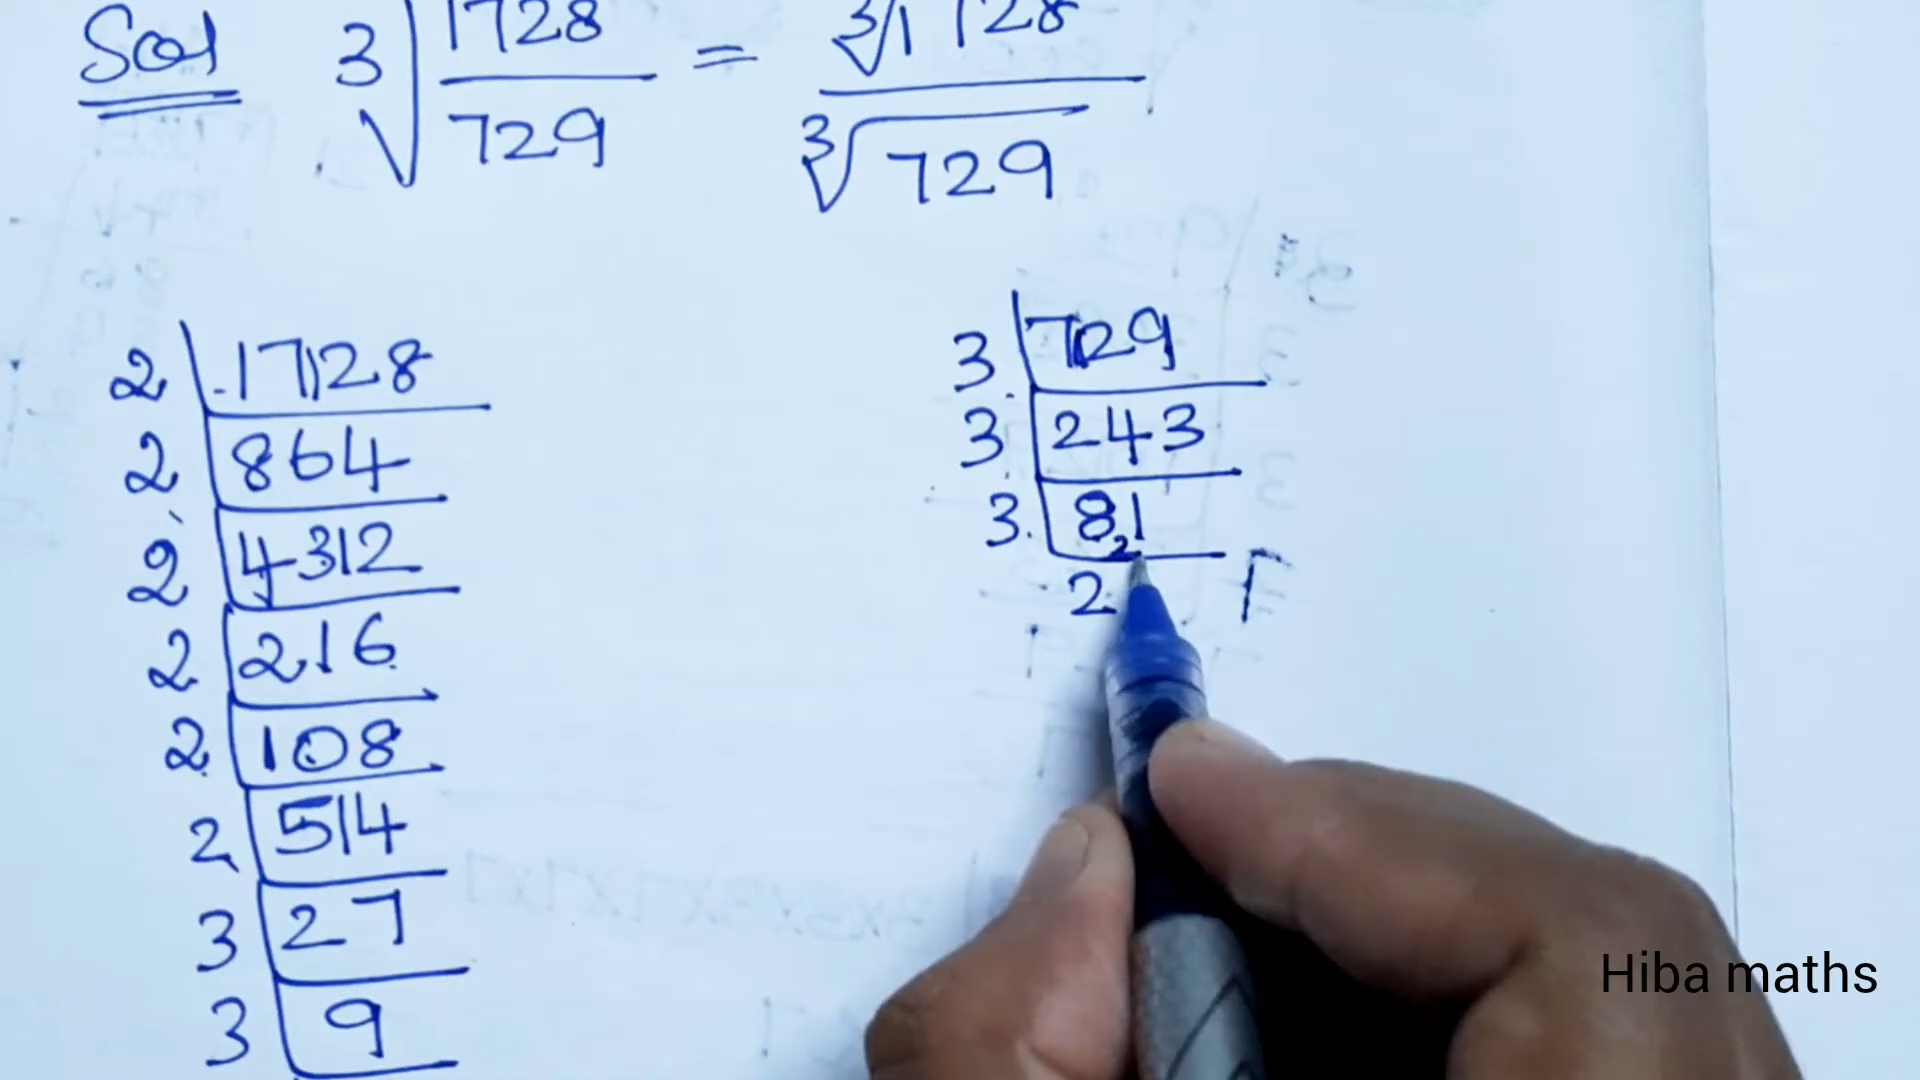 Sol ∛(1728/729) = ∛1728/∛729
2 | 1728
2 | 864
2 | 432
2 | 216
2 | 108
2 | 54
3 | 27
3 | 9
3 | 729
3 | 243
3 | 81
2
Hiba maths